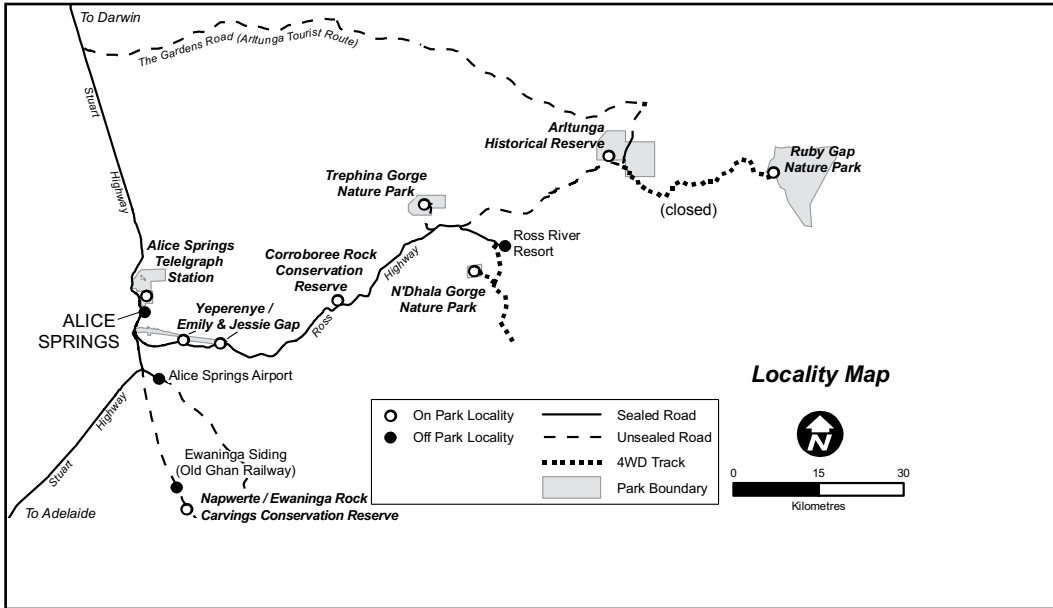 To Darwin
The Gardens Road (Arltunga Tourist Route)
Stuart
Highway
Arltunga
Historical Reserve
Ruby Gap
Nature Park
(closed)
Trephina Gorge
Nature Park
Ross River
Resort
Alice Springs
Telelgraph
Station
Corroboree Rock
Conservation
Reserve
Highway
Ross
N'Dhala Gorge
Nature Park
Yeperenye /
Emily & Jessie Gap
ALICE
SPRINGS
Alice Springs Airport
Highway
Stuart
To Adelaide
Ewaninga Siding
(Old Ghan Railway)
Napwerte / Ewaninga Rock
Carvings Conservation Reserve
On Park Locality
Off Park Locality
Sealed Road
Unsealed Road
4WD Track
Park Boundary
Locality Map
N
0 15 30
Kilometres